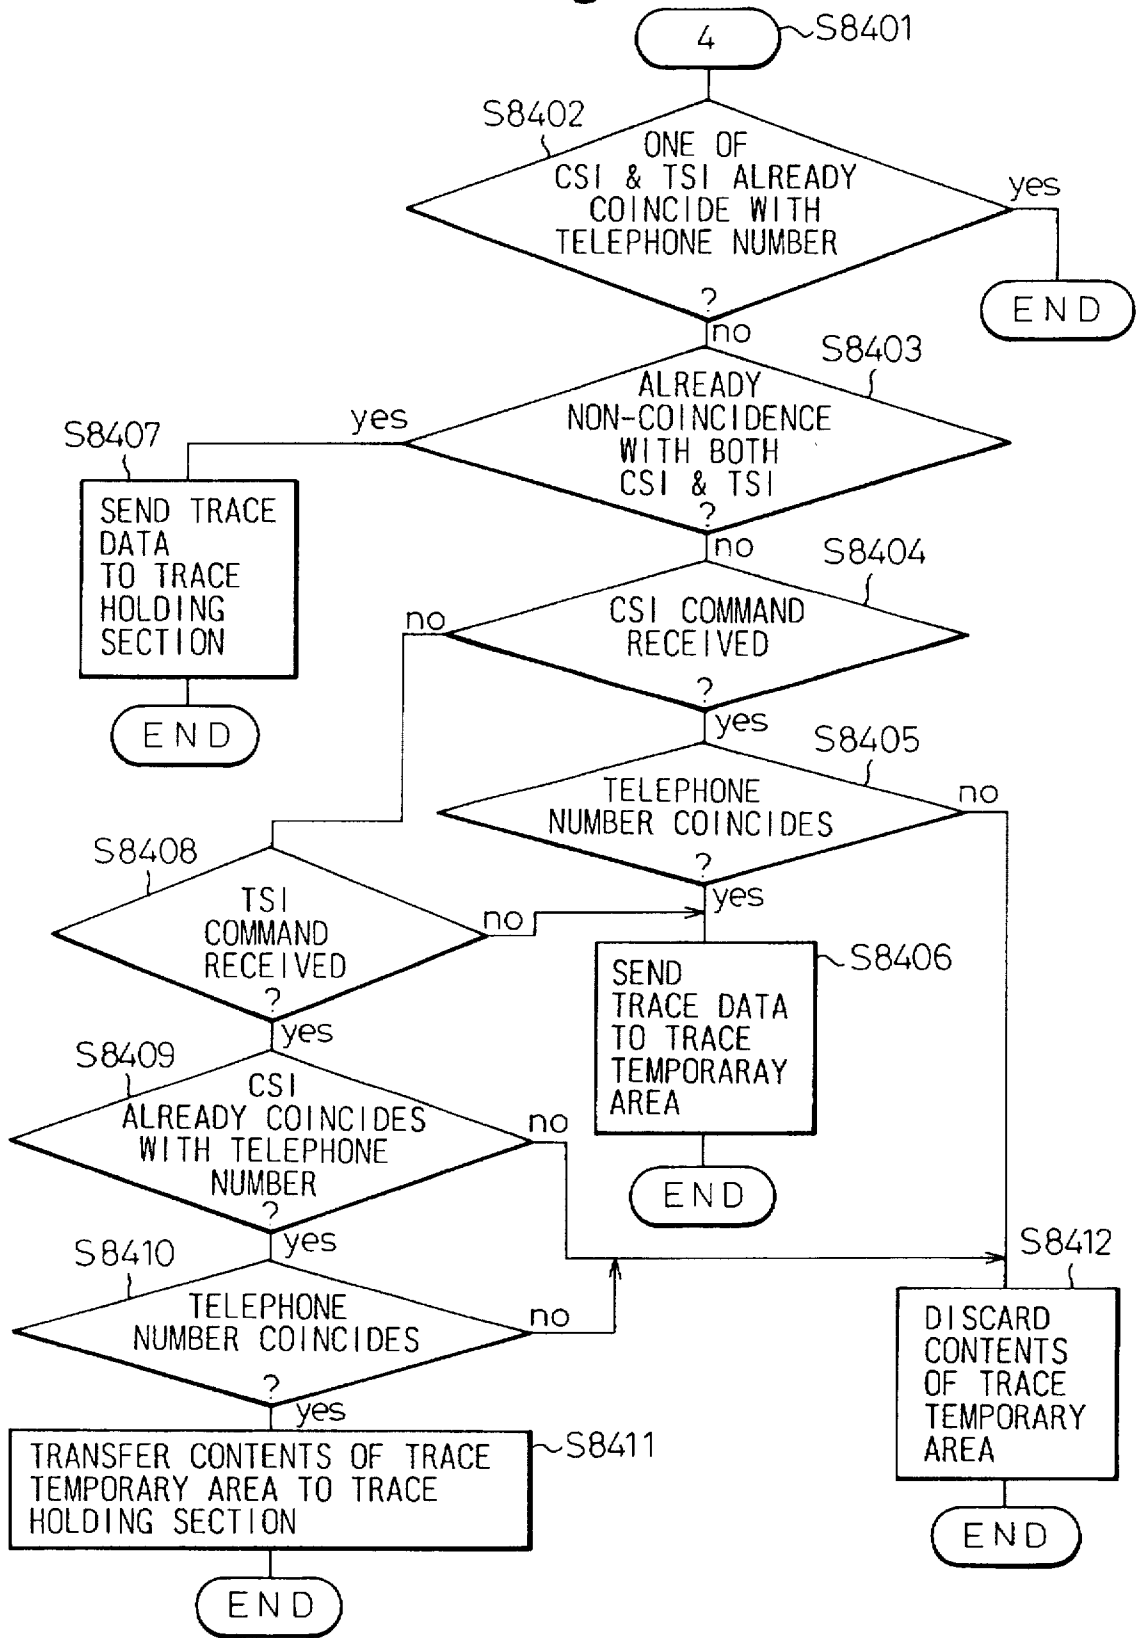 4
S8401
S8402
ONE OF
CSI & TSI ALREADY
COINCIDE WITH
TELEPHONE NUMBER
?
yes
END
no
S8403
ALREADY
NON-COINCIDENCE
WITH BOTH
CSI & TSI
?
yes
S8407
SEND TRACE
DATA
TO TRACE
HOLDING
SECTION
END
no
S8404
CSI COMMAND
RECEIVED
?
no
yes
S8405
TELEPHONE
NUMBER COINCIDES
?
no
yes
S8408
TSI
COMMAND
RECEIVED
?
no
yes
S8406
SEND
TRACE DATA
TO TRACE
TEMPORARAY
AREA
END
S8409
CSI
ALREADY COINCIDES
WITH TELEPHONE
NUMBER
?
no
yes
S8410
TELEPHONE
NUMBER COINCIDES
?
no
yes
S8412
DISCARD
CONTENTS
OF TRACE
TEMPORARY
AREA
END
S8411
TRANSFER CONTENTS OF TRACE
TEMPORARY AREA TO TRACE
HOLDING SECTION
END